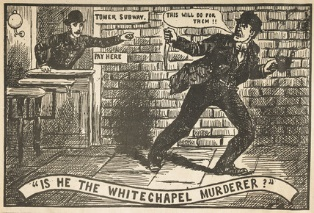 TOWER SUBWAY.
PAY HERE
THIS WILL DO FOR
THEM !!
"IS HE THE WHITECHAPEL MURDERER?"